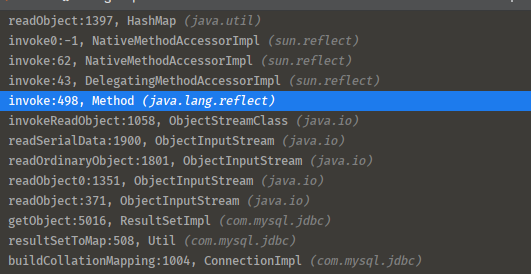 readObject:1397, HashMap (java.util)
invoke0:-1, NativeMethodAccessorImpl (sun.reflect)
invoke:62, NativeMethodAccessorImpl (sun.reflect)
invoke:43, DelegatingMethodAccessorImpl (sun.reflect)
invoke:498, Method (java.lang.reflect)
invokeReadObject:1058, ObjectStreamClass (java.io)
readSerialData:1900, ObjectInputStream (java.io)
readOrdinaryObject:1801, ObjectInputStream (java.io)
readObject0:1351, ObjectInputStream (java.io)
readObject:371, ObjectInputStream (java.io)
getObject:5016, ResultSetImpl (com.mysql.jdbc)
resultSetToMap:508, Util (com.mysql.jdbc)
buildCollationMapping:1004, ConnectionImpl (com.mysql.jdbc)